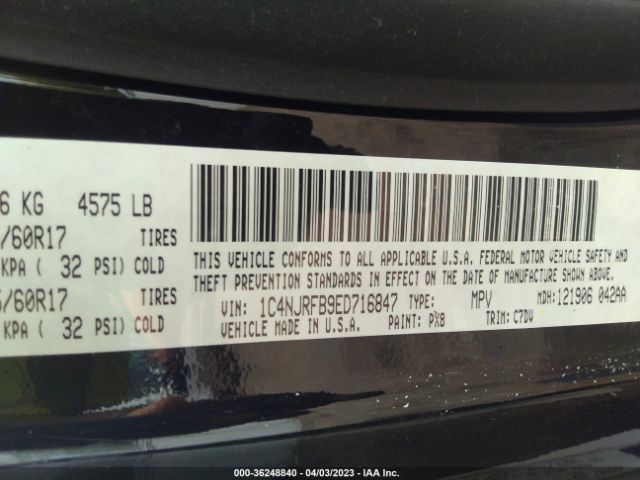 6 KG 4575 LB
/60R17 TIRES
KPA ( 32 PSI) COLD
/60R17 TIRES
KPA ( 32 PSI) COLD
THIS VEHICLE CONFORMS TO ALL APPLICABLE U.S.A. FEDERAL MOTOR VEHICLE SAFETY AND
THEFT PREVENTION STANDARDS IN EFFECT ON THE DATE OF MANUFACTURE SHOWN ABOVE.
VIN: 1C4NJRFB9ED716847 TYPE: MPV MDH: 121906 042AA
VEHICLE MADE IN U.S.A. PAINT: PX8 TRIM: C7DV
000-36248840 - 04/03/2023 - IAA Inc.